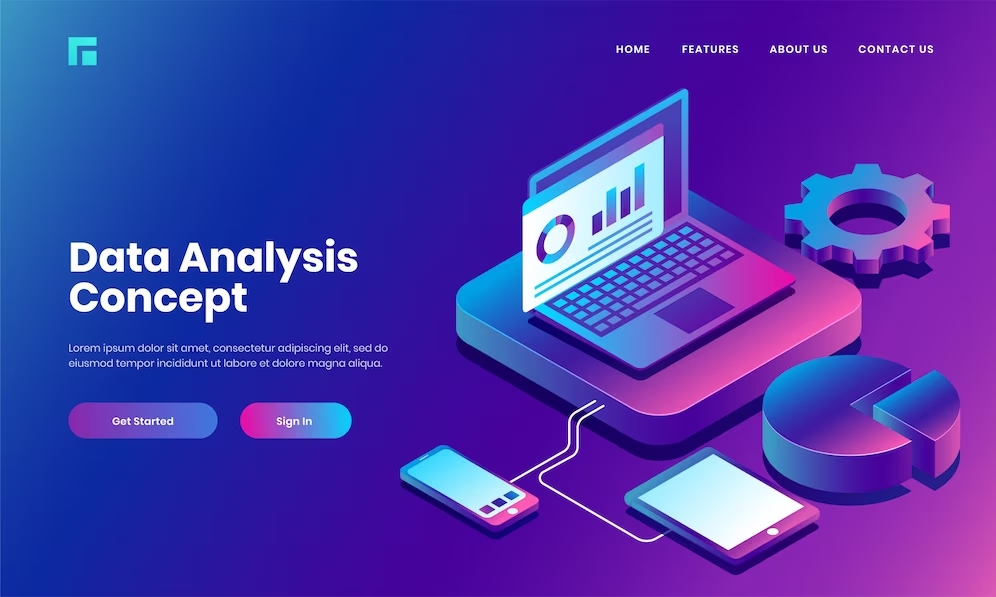 HOME FEATURES ABOUT US CONTACT US
Data Analysis
Concept
Lorem ipsum dolor sit amet, consectetur adipiscing elit, sed do
eiusmod tempor incididunt ut labore et dolore magna aliqua.
Get Started Sign In